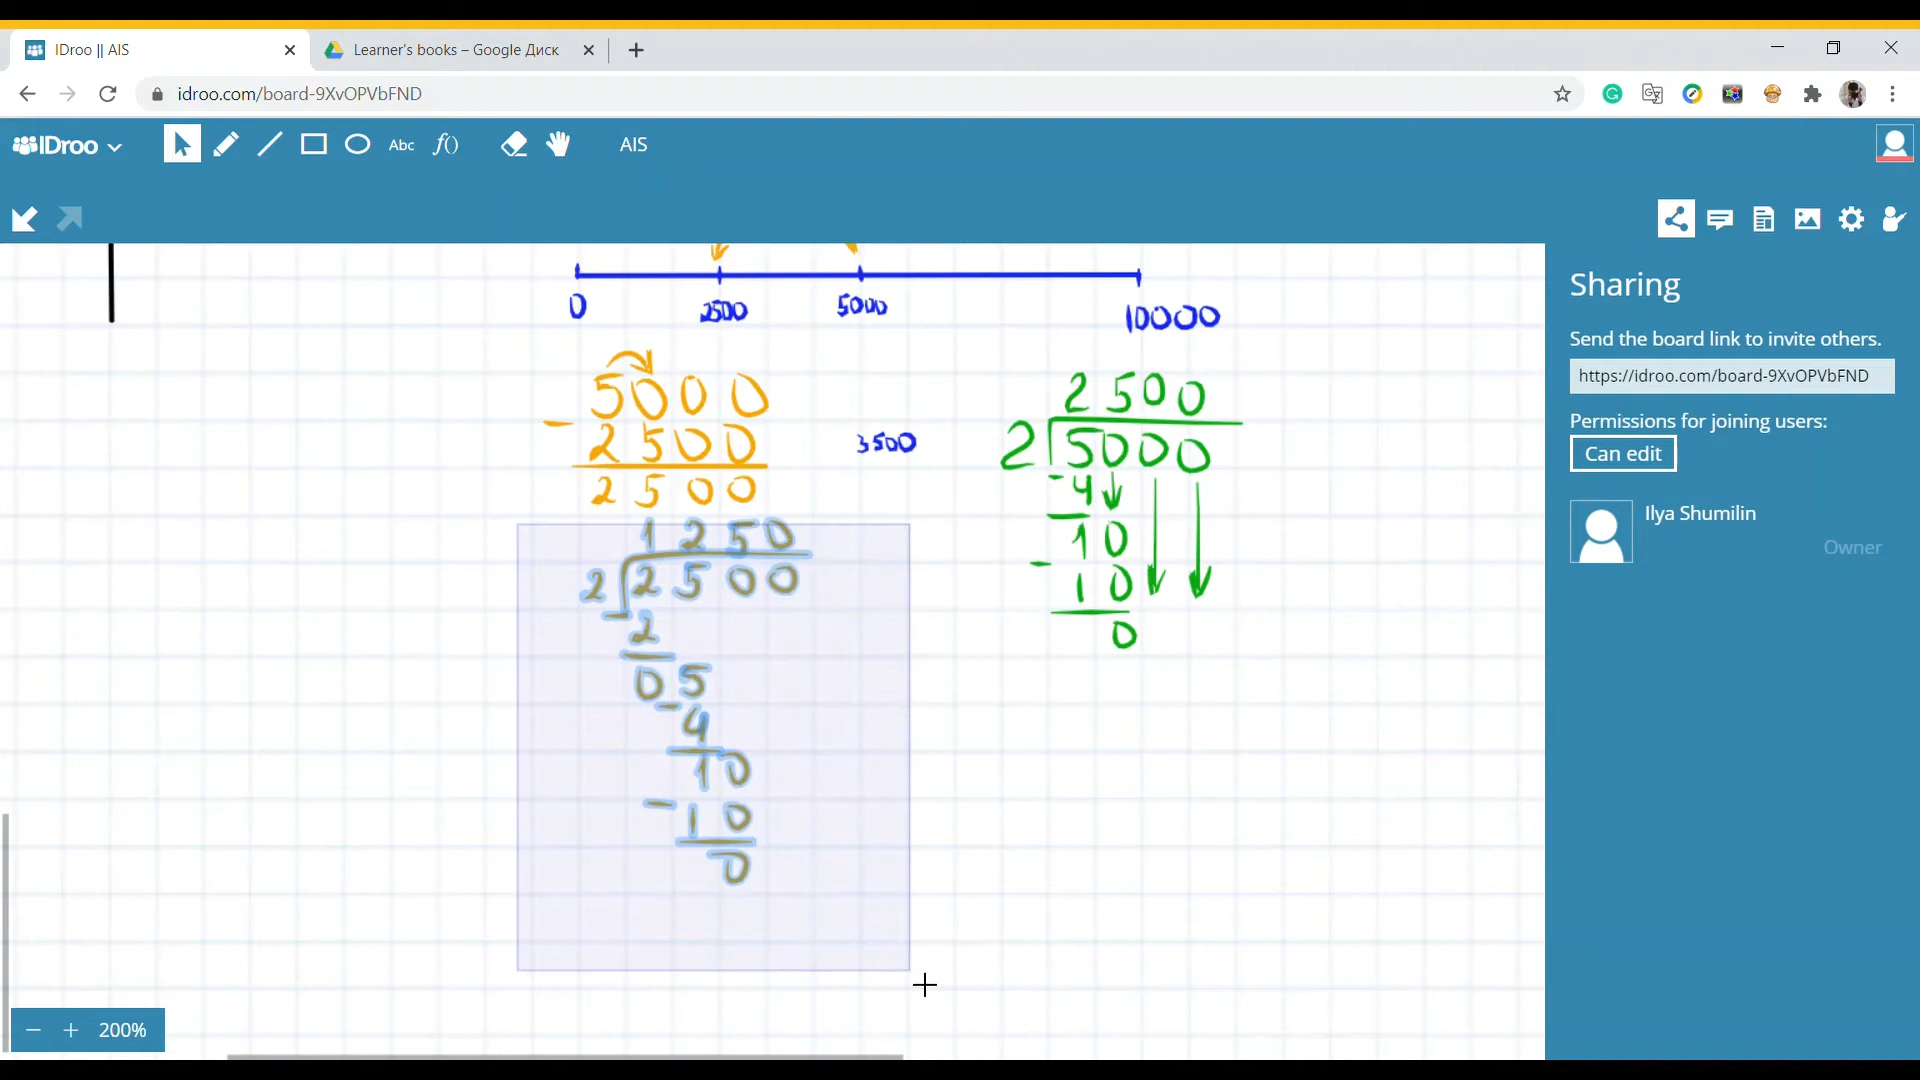 IDroo || AIS
Learner's books – Google Диск
idroo.com/board-9XvOPVbFND
IDroo
Abc
f()
AIS
0 2500 5000 10000
5000
- 2500
2500
3500
2500
2 5000
- 4
10
- 10
0
1250
2 2500
- 2
05
- 4
10
- 10
0
Sharing
Send the board link to invite others.
https://idroo.com/board-9XvOPVbFND
Permissions for joining users:
Can edit
Ilya Shumilin
Owner
− + 200%